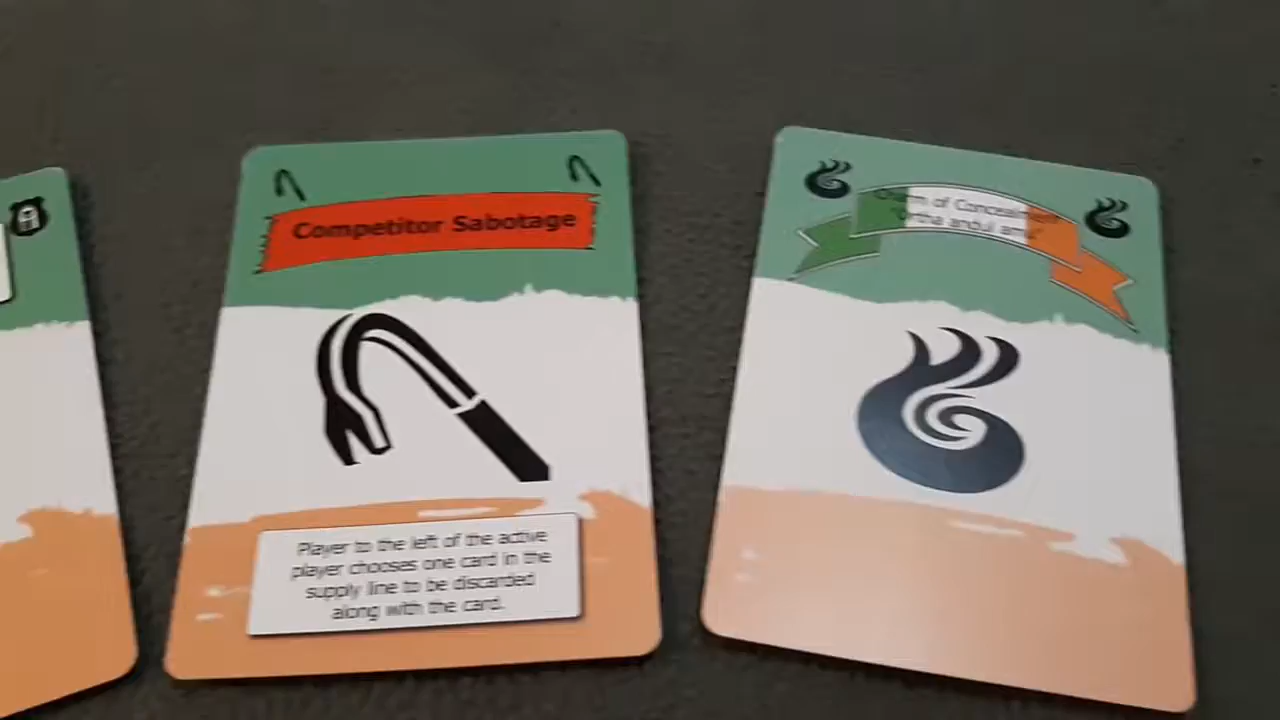 Competitor Sabotage
Player to the left of the active
player chooses one card in the
supply line to be discarded
along with the card.
Charm of Concealment
"Ortha